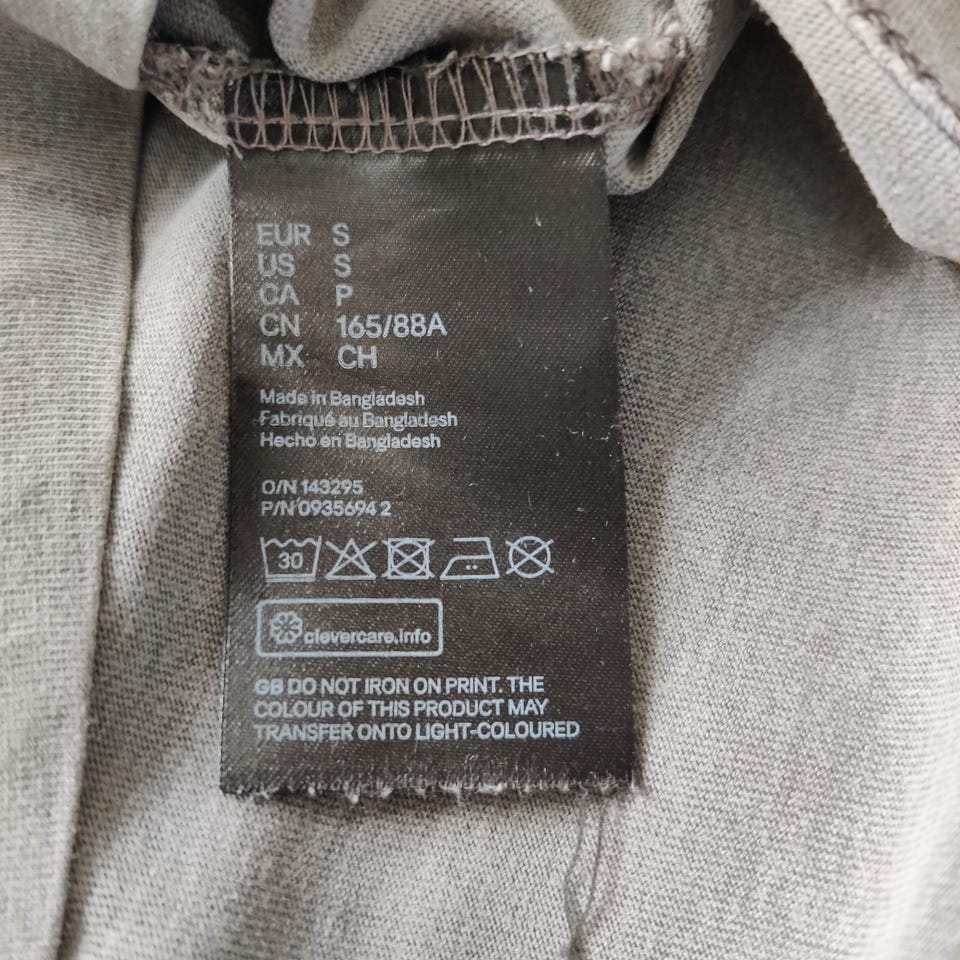 EUR S
US S
CA P
CN 165/88A
MX CH
Made in Bangladesh
Fabriqué au Bangladesh
Hecho en Bangladesh
O/N 143295
P/N 0935694 2
30
clevercare.info
GB DO NOT IRON ON PRINT. THE
COLOUR OF THIS PRODUCT MAY
TRANSFER ONTO LIGHT-COLOURED